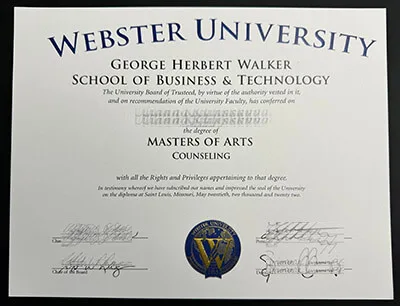 WEBSTER UNIVERSITY
GEORGE HERBERT WALKER
SCHOOL OF BUSINESS & TECHNOLOGY
The University Board of Trusteed, by virtue of the authority vested in it,
and on recommendation of the University Faculty, has conferred on
the degree of
MASTERS OF ARTS
COUNSELING
with all the Rights and Privileges appertaining to that degree.
In testimony whereof we have subscribed our names and impressed the seal of the University
on the diploma at Saint Louis, Missouri, May twentieth, two thousand and twenty two.
WEBSTER UNIVERSITY
W
Chair of the Board